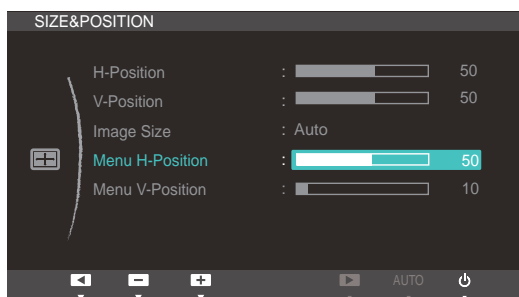 SIZE&POSITION
H-Position : 50
V-Position : 50
Image Size : Auto
Menu H-Position : 50
Menu V-Position : 10
AUTO